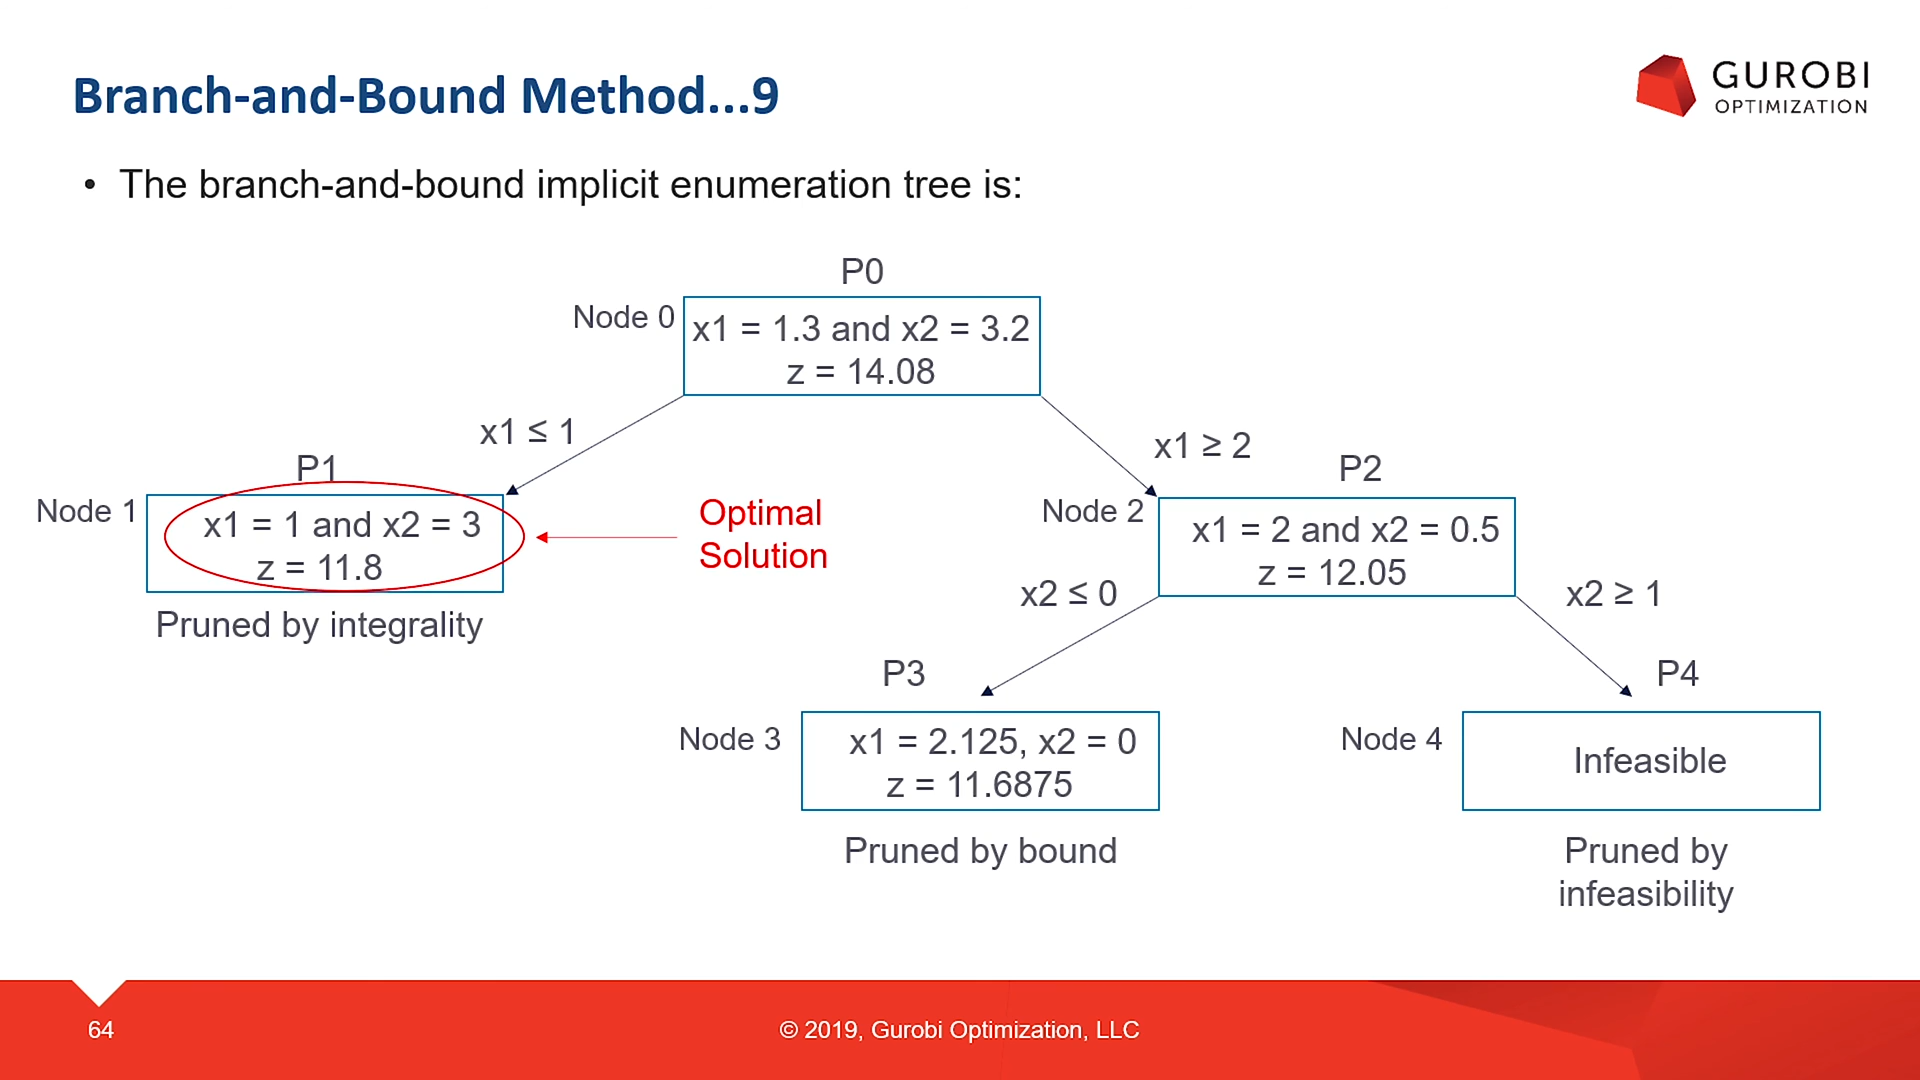 Branch-and-Bound Method...9
GUROBI
OPTIMIZATION
• The branch-and-bound implicit enumeration tree is:
P0
Node 0
x1 = 1.3 and x2 = 3.2
z = 14.08
x1 ≤ 1
x1 ≥ 2
P1
P2
Node 1
x1 = 1 and x2 = 3
z = 11.8
Optimal
Solution
Node 2
x1 = 2 and x2 = 0.5
z = 12.05
Pruned by integrality
x2 ≤ 0
x2 ≥ 1
P3
P4
Node 3
x1 = 2.125, x2 = 0
z = 11.6875
Node 4
Infeasible
Pruned by bound
Pruned by
infeasibility
64
© 2019, Gurobi Optimization, LLC